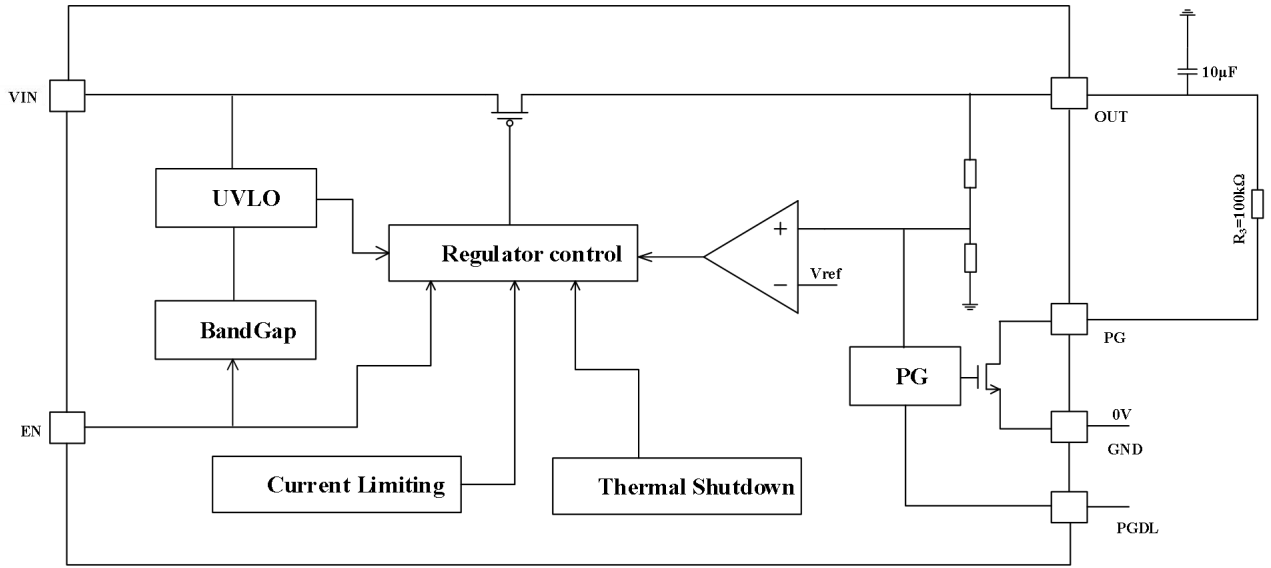 10μF
VIN
OUT
UVLO
R3=100kΩ
+
Regulator control
Vref
−
BandGap
PG
PG
0V
EN
GND
Current Limiting
Thermal Shutdown
PGDL